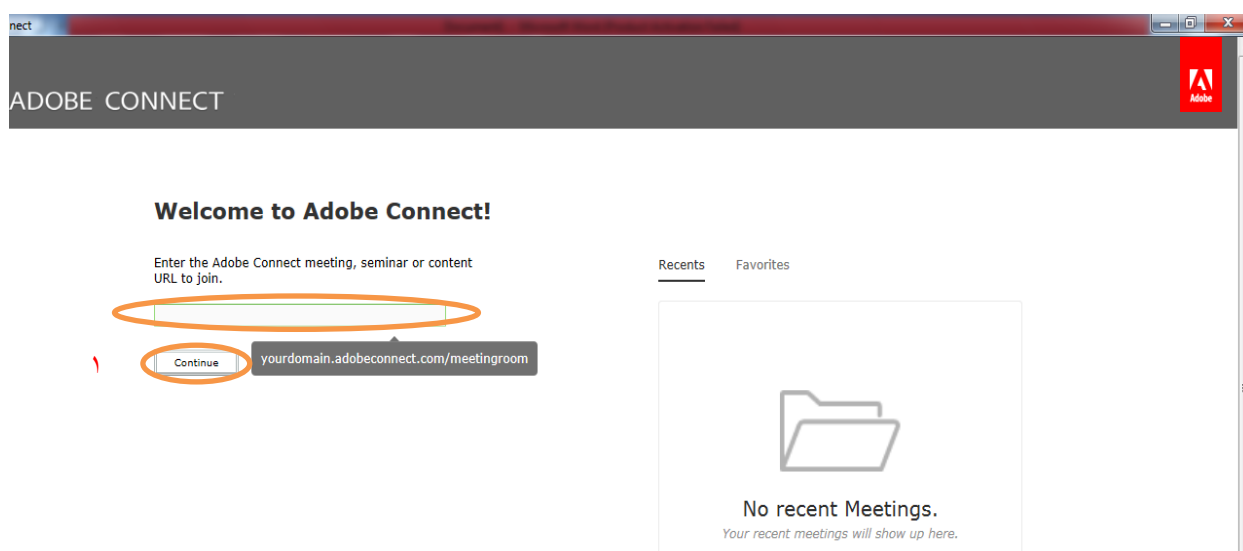 nect
ADOBE CONNECT
Adobe
Welcome to Adobe Connect!
Enter the Adobe Connect meeting, seminar or content
URL to join.
Continue
yourdomain.adobeconnect.com/meetingroom
Recents Favorites
No recent Meetings.
Your recent meetings will show up here.